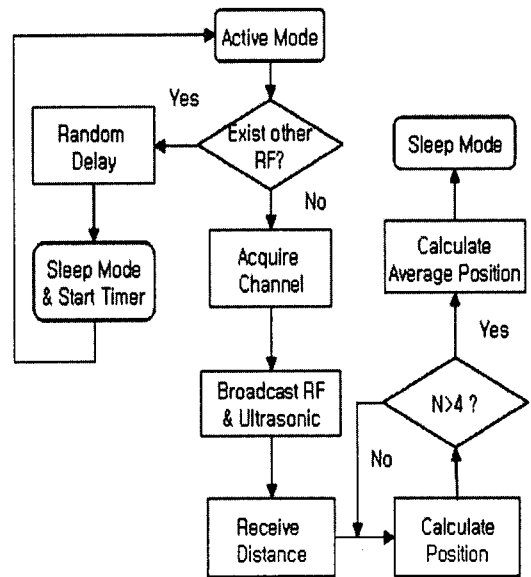 Active Mode
Yes
Random
Delay
Exist other
RF?
Sleep Mode
No
Sleep Mode
& Start Timer
Acquire
Channel
Calculate
Average Position
Yes
Broadcast RF
& Ultrasonic
N>4 ?
No
Receive
Distance
Calculate
Position